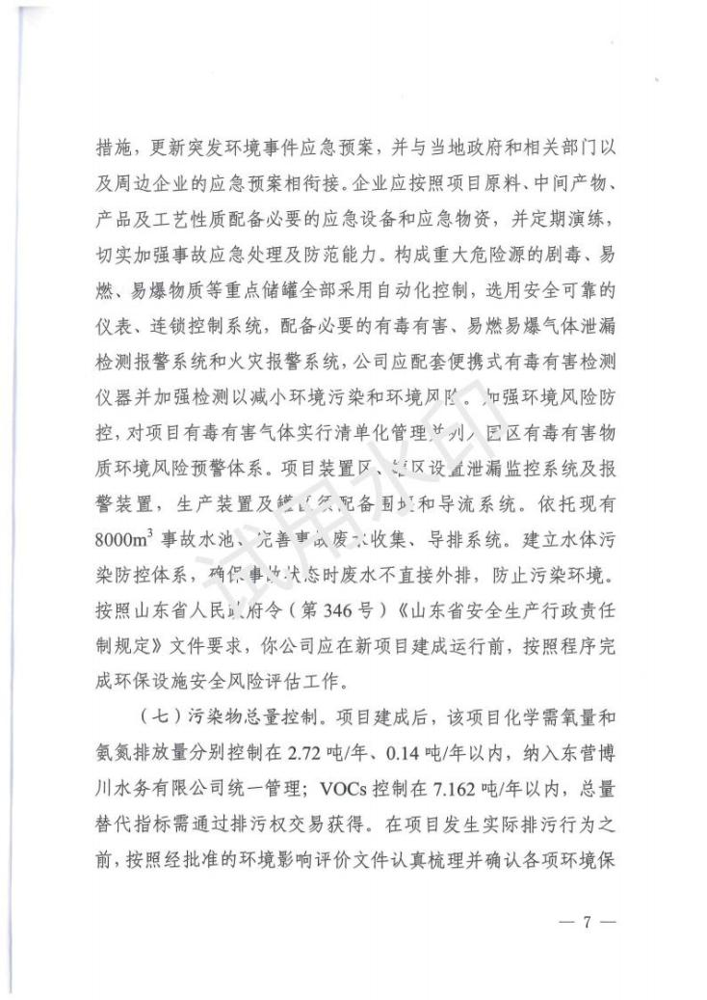 措施，更新突发环境事件应急预案，并与当地政府和相关部门以
及周边企业的应急预案相衔接。企业应按照项目原料、中间产物、
产品及工艺性质配备必要的应急设备和应急物资，并定期演练，
切实加强事故应急处理及防范能力。构成重大危险源的剧毒、易
燃、易爆物质等重点储罐全部采用自动化控制，选用安全可靠的
仪表、连锁控制系统，配备必要的有毒有害、易燃易爆气体泄漏
检测报警系统和火灾报警系统，公司应配套便携式有毒有害检测
仪器并加强检测以减小环境污染和环境风险。加强环境风险防
控，对项目有毒有害气体实行清单化管理并列入园区有毒有害物
质环境风险预警体系。项目装置区、罐区设置泄漏监控系统及报
警装置，生产装置及罐区须配备围堰和导流系统。依托现有
8000m³ 事故水池、完善事故废水收集、导排系统。建立水体污
染防控体系，确保事故状态时废水不直接外排，防止污染环境。
按照山东省人民政府令（第 346 号）《山东省安全生产行政责任
制规定》文件要求，你公司应在新项目建成运行前，按照程序完
成环保设施安全风险评估工作。
（七）污染物总量控制。项目建成后，该项目化学需氧量和
氨氮排放量分别控制在 2.72 吨/年、0.14 吨/年以内，纳入东营博
川水务有限公司统一管理；VOCs 控制在 7.162 吨/年以内，总量
替代指标需通过排污权交易获得。在项目发生实际排污行为之
前，按照经批准的环境影响评价文件认真梳理并确认各项环境保
— 7 —
试用水印